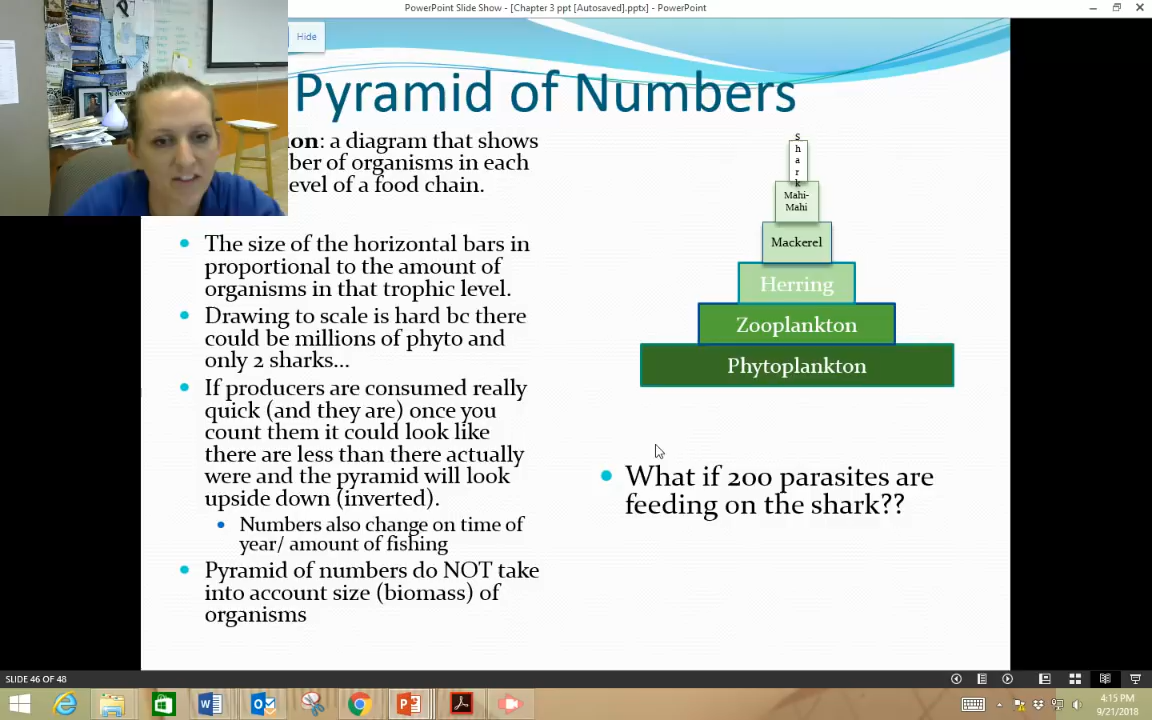 PowerPoint Slide Show - [Chapter 3 ppt [Autosaved].pptx] - PowerPoint
Hide
Pyramid of Numbers
on: a diagram that shows
ber of organisms in each
evel of a food chain.
The size of the horizontal bars in
proportional to the amount of
organisms in that trophic level.
Drawing to scale is hard bc there
could be millions of phyto and
only 2 sharks...
If producers are consumed really
quick (and they are) once you
count them it could look like
there are less than there actually
were and the pyramid will look
upside down (inverted).
Numbers also change on time of
year/ amount of fishing
Pyramid of numbers do NOT take
into account size (biomass) of
organisms
Shark
Mahi-
Mahi
Mackerel
Herring
Zooplankton
Phytoplankton
What if 200 parasites are
feeding on the shark??
SLIDE 46 OF 48
4:15 PM
9/21/2018